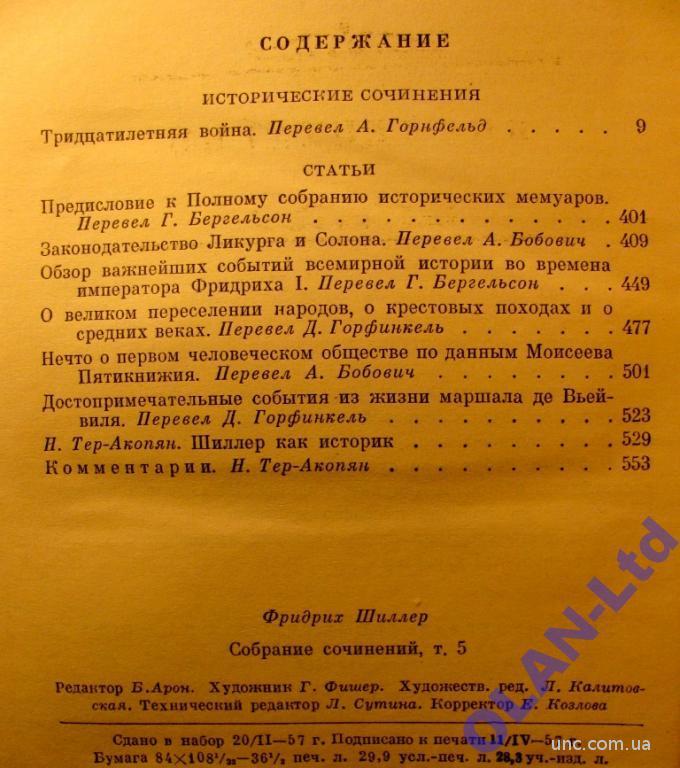 СОДЕРЖАНИЕ
ИСТОРИЧЕСКИЕ СОЧИНЕНИЯ
Тридцатилетняя война. Перевел А. Горнфельд . . . . . 9
СТАТЬИ
Предисловие к Полному собранию исторических мемуаров.
Перевел Г. Бергельсон . . . . . . . . . . . . . 401
Законодательство Ликурга и Солона. Перевел А. Бобович . 409
Обзор важнейших событий всемирной истории во времена
императора Фридриха I. Перевел Г. Бергельсон . . . 449
О великом переселении народов, о крестовых походах и о
средних веках. Перевел Д. Горфинкель . . . . . . . 477
Нечто о первом человеческом обществе по данным Моисеева
Пятикнижия. Перевел А. Бобович . . . . . . . . 501
Достопримечательные события из жизни маршала де Вьей-
виля. Перевел Д. Горфинкель . . . . . . . . . . 523
Н. Тер-Акопян. Шиллер как историк . . . . . . . . . 529
Комментарии. Н. Тер-Акопян . . . . . . . . . . 553
Фридрих Шиллер
Собрание сочинений, т. 5
Редактор Б. Арон. Художник Г. Фишер. Художеств. ред. Л. Калитов-
ская. Технический редактор Л. Сутина. Корректор Е. Козлова
Сдано в набор 20/II—57 г. Подписано к печати 11/IV—57 г.
Бумага 84×108¹/₃₂—36¹/₂ печ. л. 29,9 усл.-печ. л. 28,3 уч.-изд. л.
OLAN-Ltd
unc.com.ua